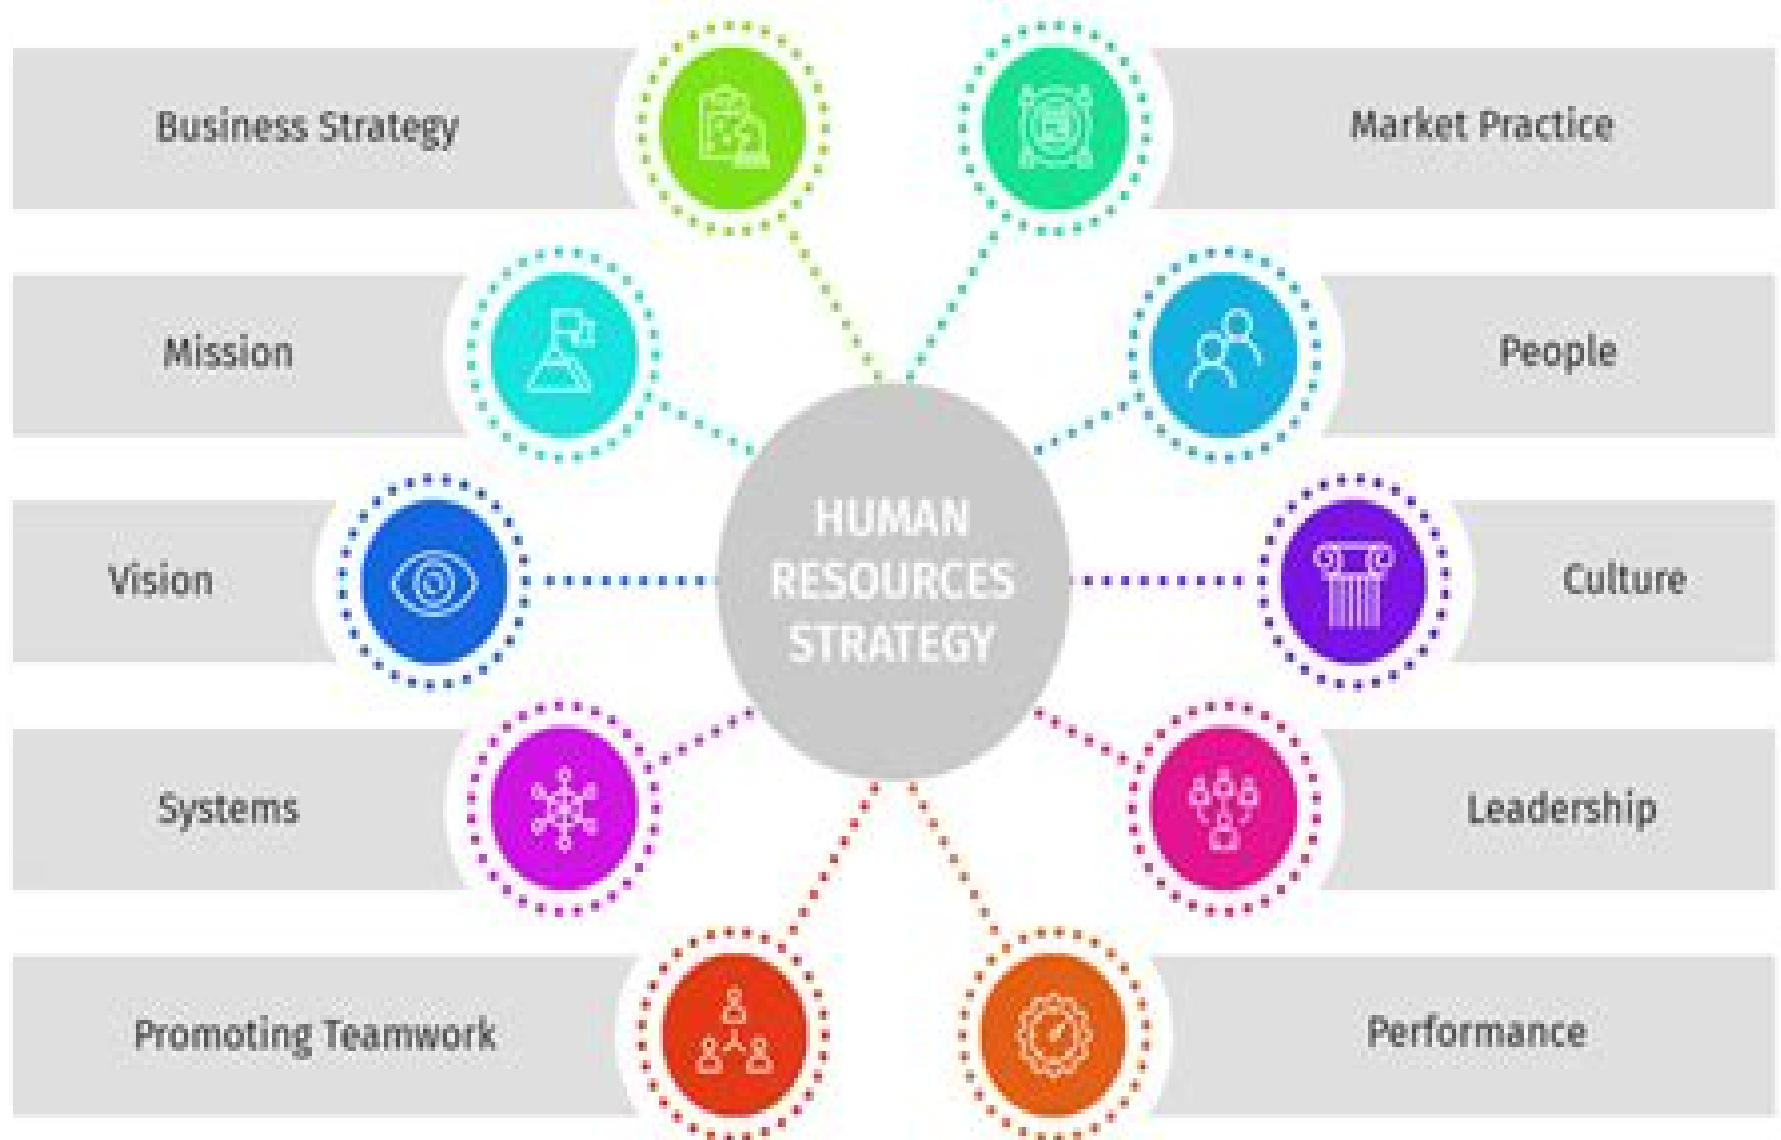 Business Strategy
Market Practice
Mission
People
HUMAN
RESOURCES
STRATEGY
Vision
Culture
Systems
Leadership
Promoting Teamwork
Performance